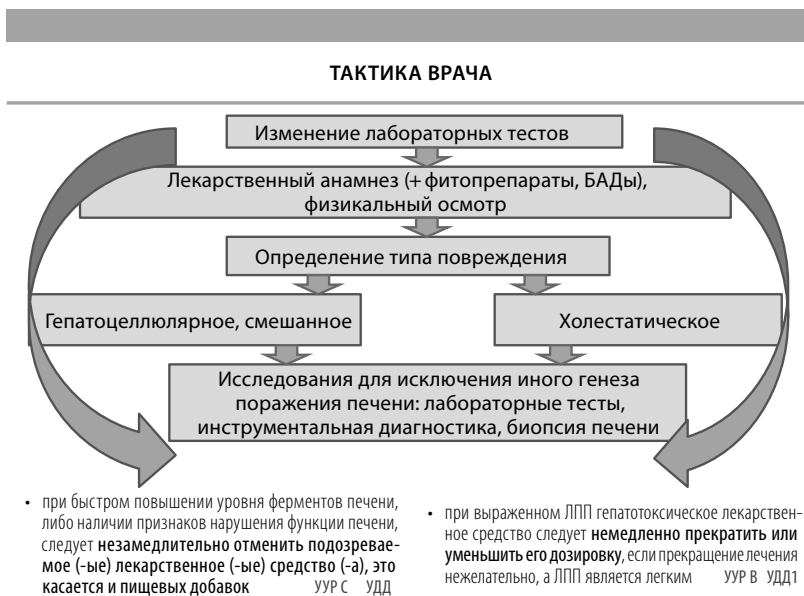 ТАКТИКА ВРАЧА
Изменение лабораторных тестов
Лекарственный анамнез (+ фитопрепараты, БАДы),
физикальный осмотр
Определение типа повреждения
Гепатоцеллюлярное, смешанное
Холестатическое
Исследования для исключения иного генеза
поражения печени: лабораторные тесты,
инструментальная диагностика, биопсия печени
• при быстром повышении уровня ферментов печени,
либо наличии признаков нарушения функции печени,
следует незамедлительно отменить подозревае-
мое (-ые) лекарственное (-ые) средство (-а), это
касается и пищевых добавок УУР С УДД
• при выраженном ЛПП гепатотоксическое лекарствен-
ное средство следует немедленно прекратить или
уменьшить его дозировку, если прекращение лечения
нежелательно, а ЛПП является легким УУР В УДД1